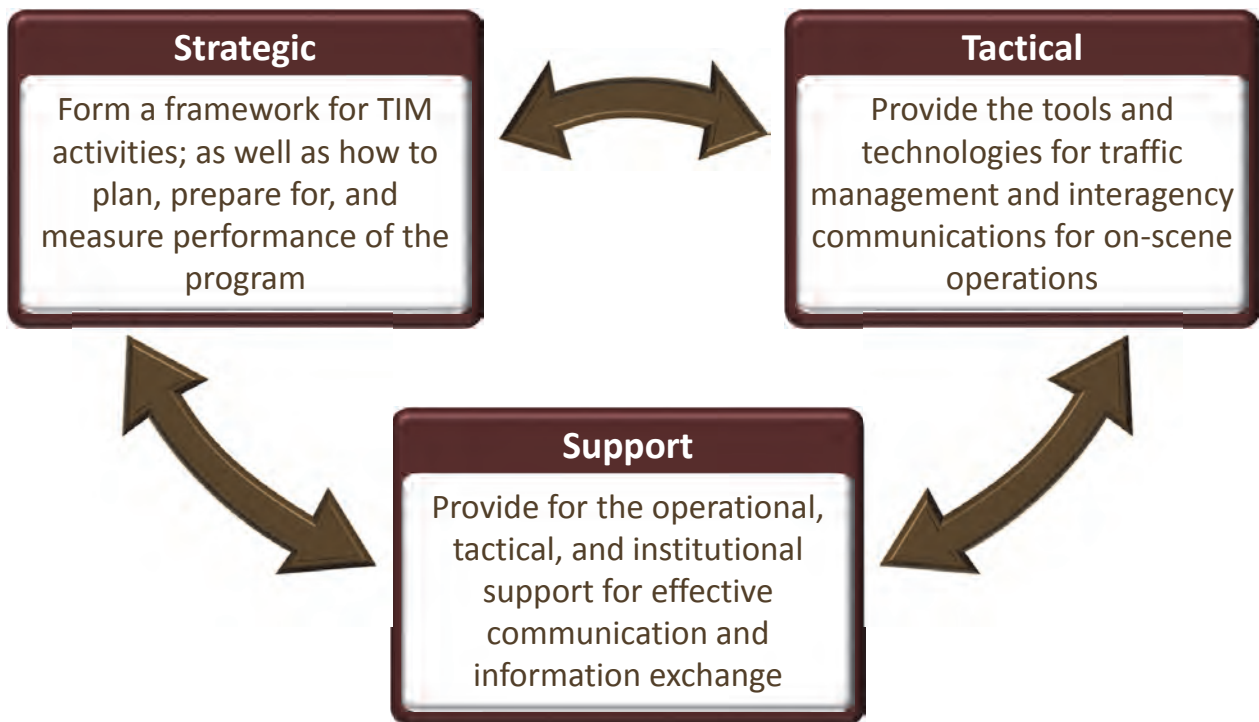 Strategic
Form a framework for TIM
activities; as well as how to
plan, prepare for, and
measure performance of the
program
Tactical
Provide the tools and
technologies for traffic
management and interagency
communications for on-scene
operations
Support
Provide for the operational,
tactical, and institutional
support for effective
communication and
information exchange